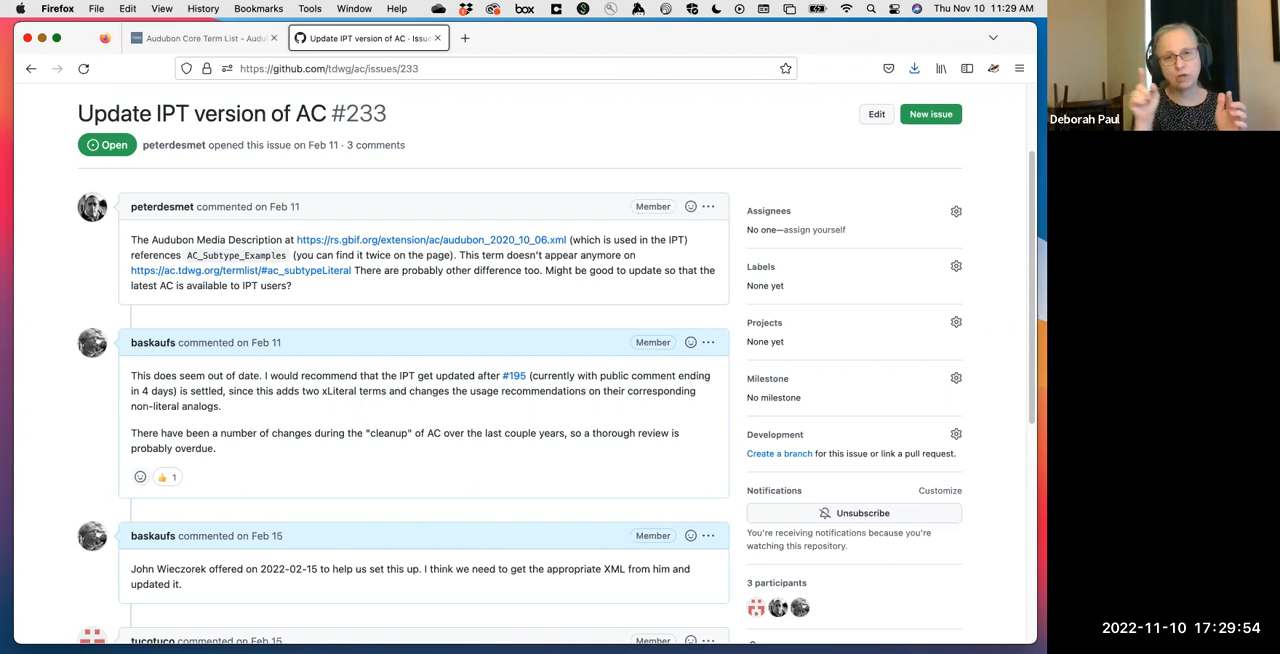 Firefox File Edit View History Bookmarks Tools Window Help box Thu Nov 10 11:29 AM
Audubon Core Term List - Audu
Update IPT version of AC · Issue
https://github.com/tdwg/ac/issues/233
Deborah Paul
Update IPT version of AC #233
Edit
New issue
Open
peterdesmet opened this issue on Feb 11 · 3 comments
peterdesmet commented on Feb 11
Member
The Audubon Media Description at https://rs.gbif.org/extension/ac/audubon_2020_10_06.xml (which is used in the IPT)
references AC_Subtype_Examples (you can find it twice on the page). This term doesn't appear anymore on
https://ac.tdwg.org/termlist/#ac_subtypeLiteral There are probably other difference too. Might be good to update so that the
latest AC is available to IPT users?
baskaufs commented on Feb 11
Member
This does seem out of date. I would recommend that the IPT get updated after #195 (currently with public comment ending
in 4 days) is settled, since this adds two xLiteral terms and changes the usage recommendations on their corresponding
non-literal analogs.
There have been a number of changes during the "cleanup" of AC over the last couple years, so a thorough review is
probably overdue.
1
baskaufs commented on Feb 15
Member
John Wieczorek offered on 2022-02-15 to help us set this up. I think we need to get the appropriate XML from him and
updated it.
tucotuco commented on Feb 15
Member
Assignees
No one—assign yourself
Labels
None yet
Projects
None yet
Milestone
No milestone
Development
Create a branch for this issue or link a pull request.
Notifications
Customize
Unsubscribe
You're receiving notifications because you're
watching this repository.
3 participants
2022-11-10 17:29:54